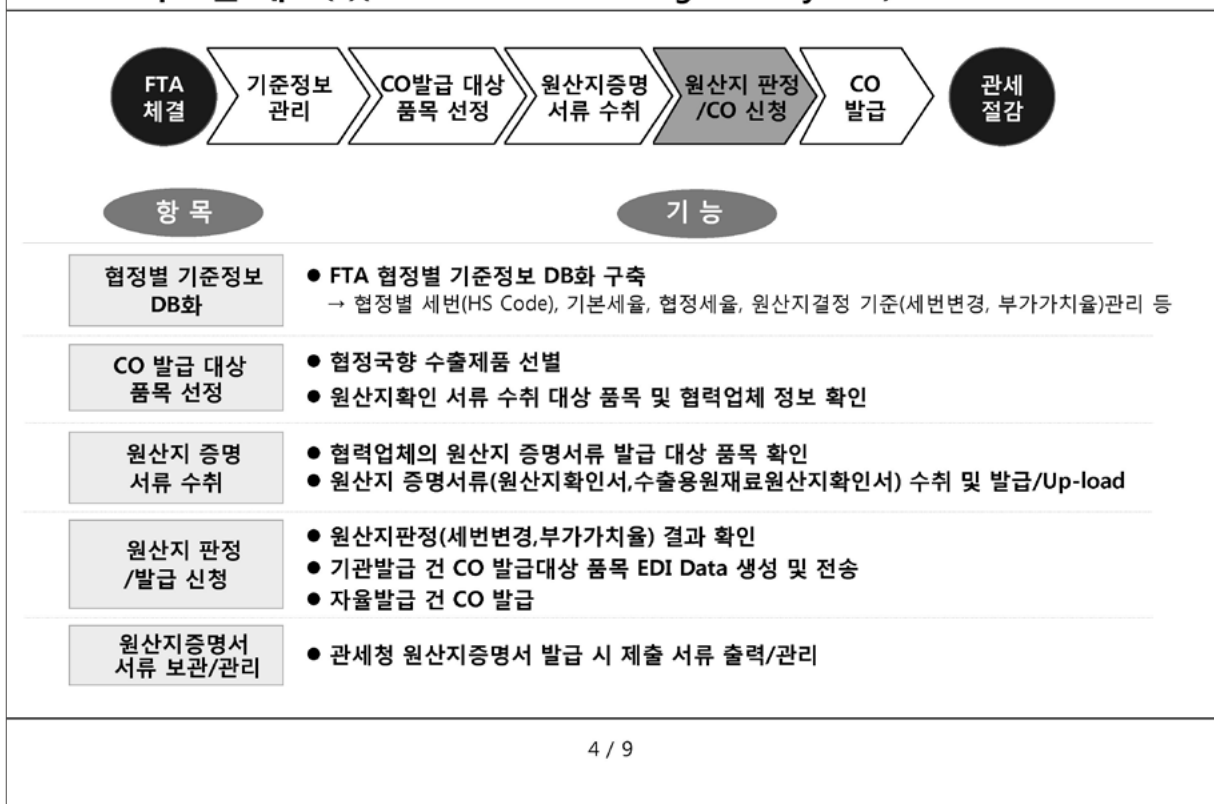 FTA
체결
기준정보
관리
CO발급 대상
품목 선정
원산지증명
서류 수취
원산지 판정
/CO 신청
CO
발급
관세
절감
항 목
기 능
협정별 기준정보
DB화
● FTA 협정별 기준정보 DB화 구축
→ 협정별 세번(HS Code), 기본세율, 협정세율, 원산지결정 기준(세번변경, 부가가치율)관리 등
CO 발급 대상
품목 선정
● 협정국향 수출제품 선별
● 원산지확인 서류 수취 대상 품목 및 협력업체 정보 확인
원산지 증명
서류 수취
● 협력업체의 원산지 증명서류 발급 대상 품목 확인
● 원산지 증명서류(원산지확인서,수출용원재료원산지확인서) 수취 및 발급/Up-load
원산지 판정
/발급 신청
● 원산지판정(세번변경,부가가치율) 결과 확인
● 기관발급 건 CO 발급대상 품목 EDI Data 생성 및 전송
● 자율발급 건 CO 발급
원산지증명서
서류 보관/관리
● 관세청 원산지증명서 발급 시 제출 서류 출력/관리
4 / 9